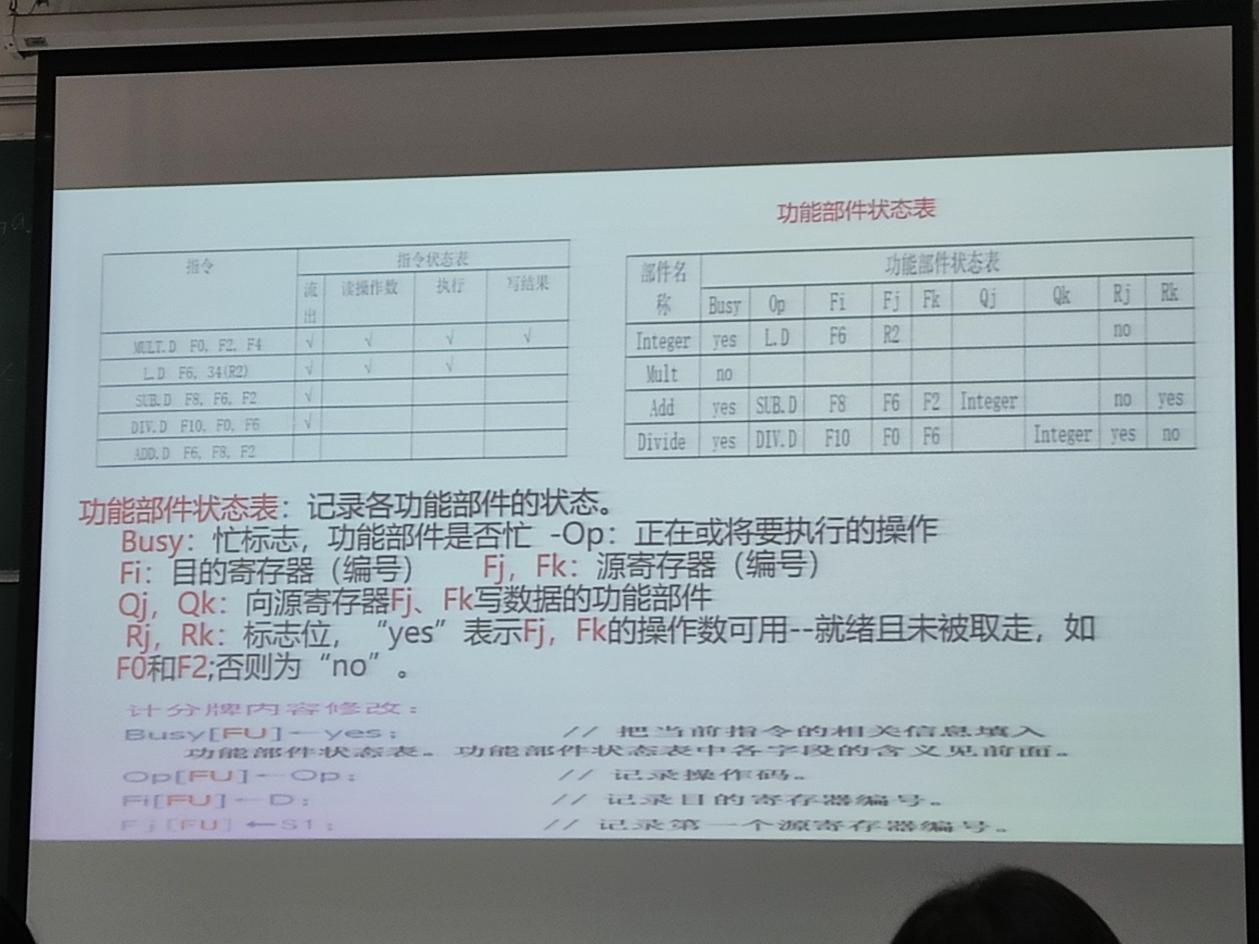 功能部件状态表
指令 指令状态表
流出 读操作数 执行 写结果
MULT.D F0, F2, F4 √ √ √ √
L.D F6, 34(R2) √ √ √
SUB.D F8, F6, F2 √
DIV.D F10, F0, F6 √
ADD.D F6, F8, F2
部件名称 功能部件状态表
Busy Op Fi Fj Fk Qj Qk Rj Rk
Integer yes L.D F6 R2 no
Mult no
Add yes SUB.D F8 F6 F2 Integer no yes
Divide yes DIV.D F10 F0 F6 Integer yes no
功能部件状态表：记录各功能部件的状态。
Busy：忙标志，功能部件是否忙 -Op：正在或将要执行的操作
Fi：目的寄存器（编号） Fj，Fk：源寄存器（编号）
Qj，Qk：向源寄存器Fj、Fk写数据的功能部件
Rj，Rk：标志位，“yes”表示Fj，Fk的操作数可用--就绪且未被取走，如
F0和F2;否则为“no”。
计分牌内容修改：
Busy[FU]←yes; // 把当前指令的相关信息填入
功能部件状态表。功能部件状态表中各字段的含义见前面。
Op[FU]←Op; // 记录操作码。
Fi[FU]←D; // 记录目的寄存器编号。
Fj[FU]←S1; // 记录第一个源寄存器编号。